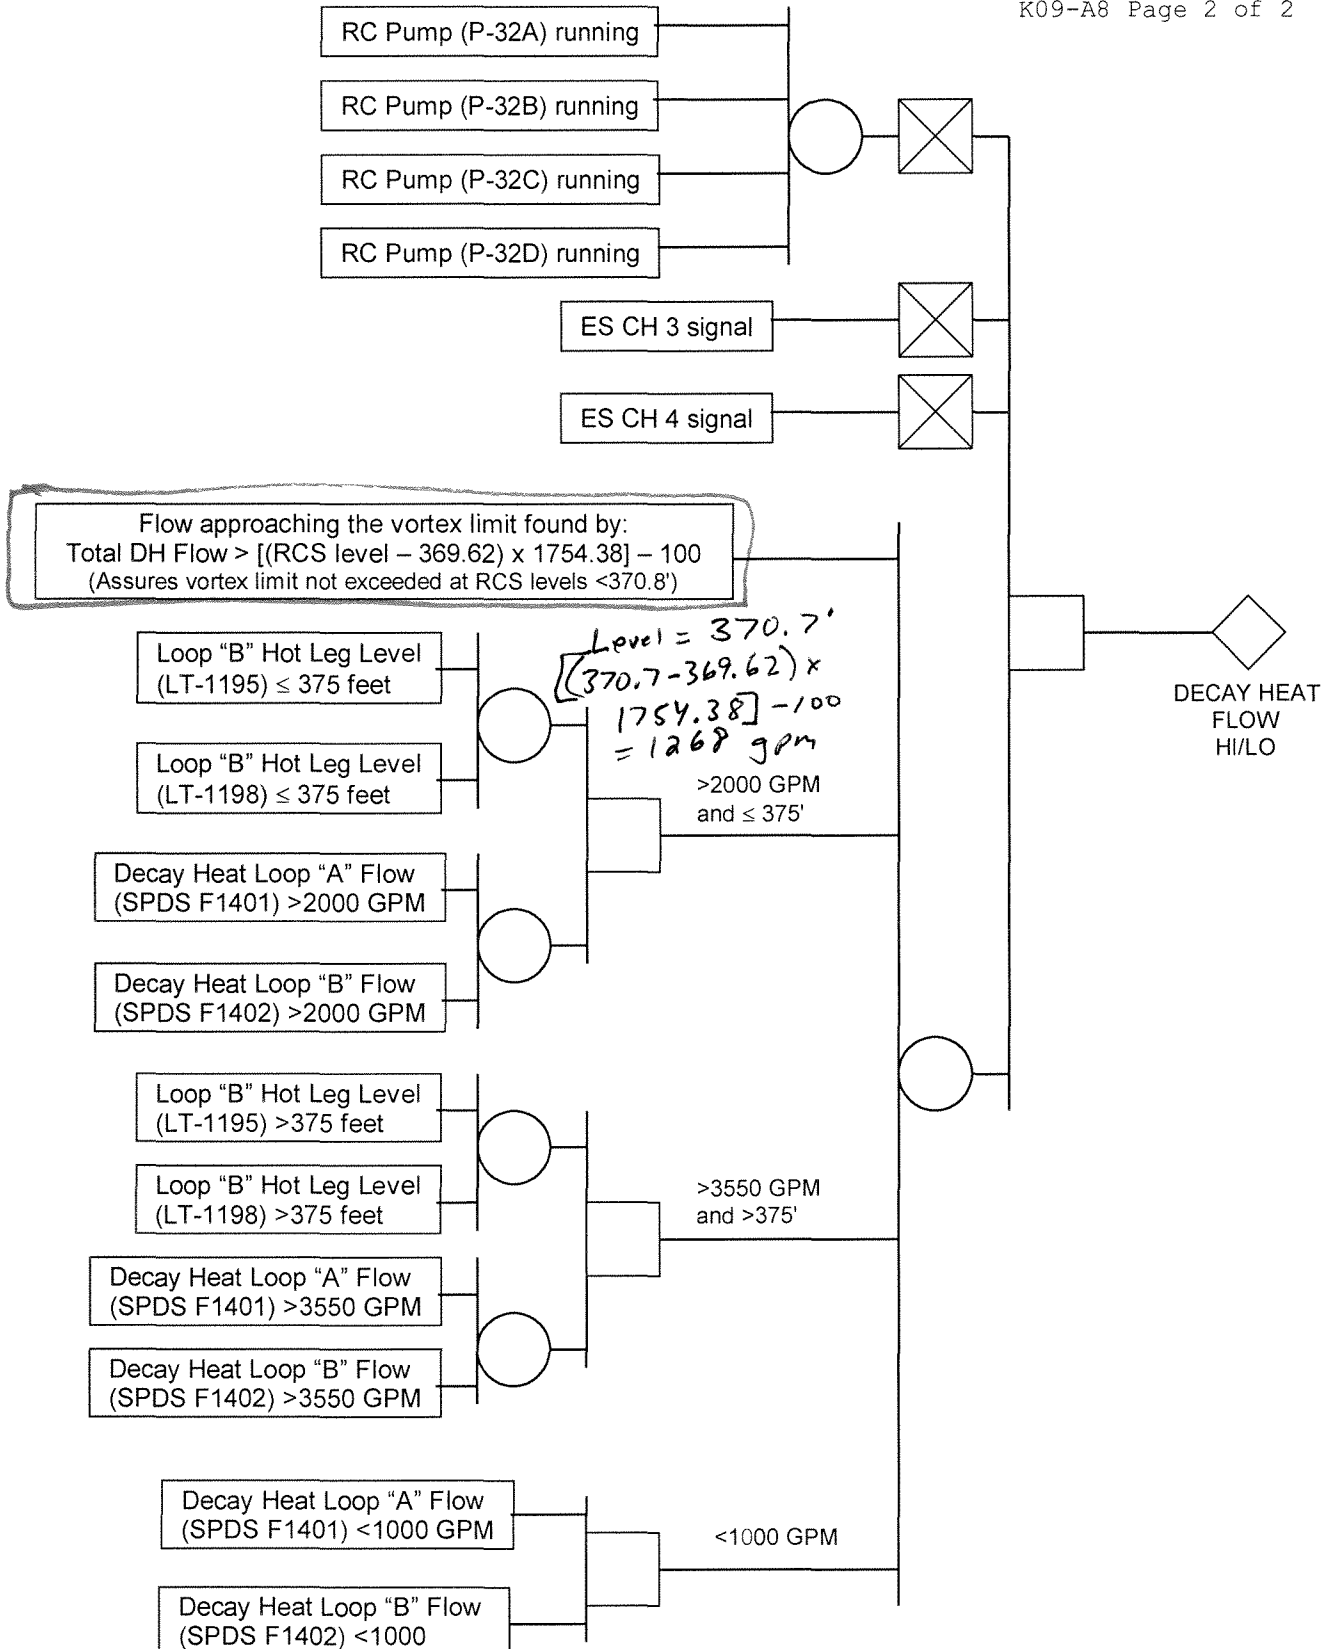 K09-A8 Page 2 of 2
RC Pump (P-32A) running
RC Pump (P-32B) running
RC Pump (P-32C) running
RC Pump (P-32D) running
ES CH 3 signal
ES CH 4 signal
Flow approaching the vortex limit found by:
Total DH Flow > [(RCS level – 369.62) x 1754.38] – 100
(Assures vortex limit not exceeded at RCS levels <370.8')
Level = 370.7'
[(370.7-369.62) x
1754.38] -100
= 1268 gpm
Loop "B" Hot Leg Level
(LT-1195) ≤ 375 feet
Loop "B" Hot Leg Level
(LT-1198) ≤ 375 feet
>2000 GPM
and ≤ 375'
DECAY HEAT
FLOW
HI/LO
Decay Heat Loop "A" Flow
(SPDS F1401) >2000 GPM
Decay Heat Loop "B" Flow
(SPDS F1402) >2000 GPM
Loop "B" Hot Leg Level
(LT-1195) >375 feet
Loop "B" Hot Leg Level
(LT-1198) >375 feet
>3550 GPM
and >375'
Decay Heat Loop "A" Flow
(SPDS F1401) >3550 GPM
Decay Heat Loop "B" Flow
(SPDS F1402) >3550 GPM
Decay Heat Loop "A" Flow
(SPDS F1401) <1000 GPM
<1000 GPM
Decay Heat Loop "B" Flow
(SPDS F1402) <1000